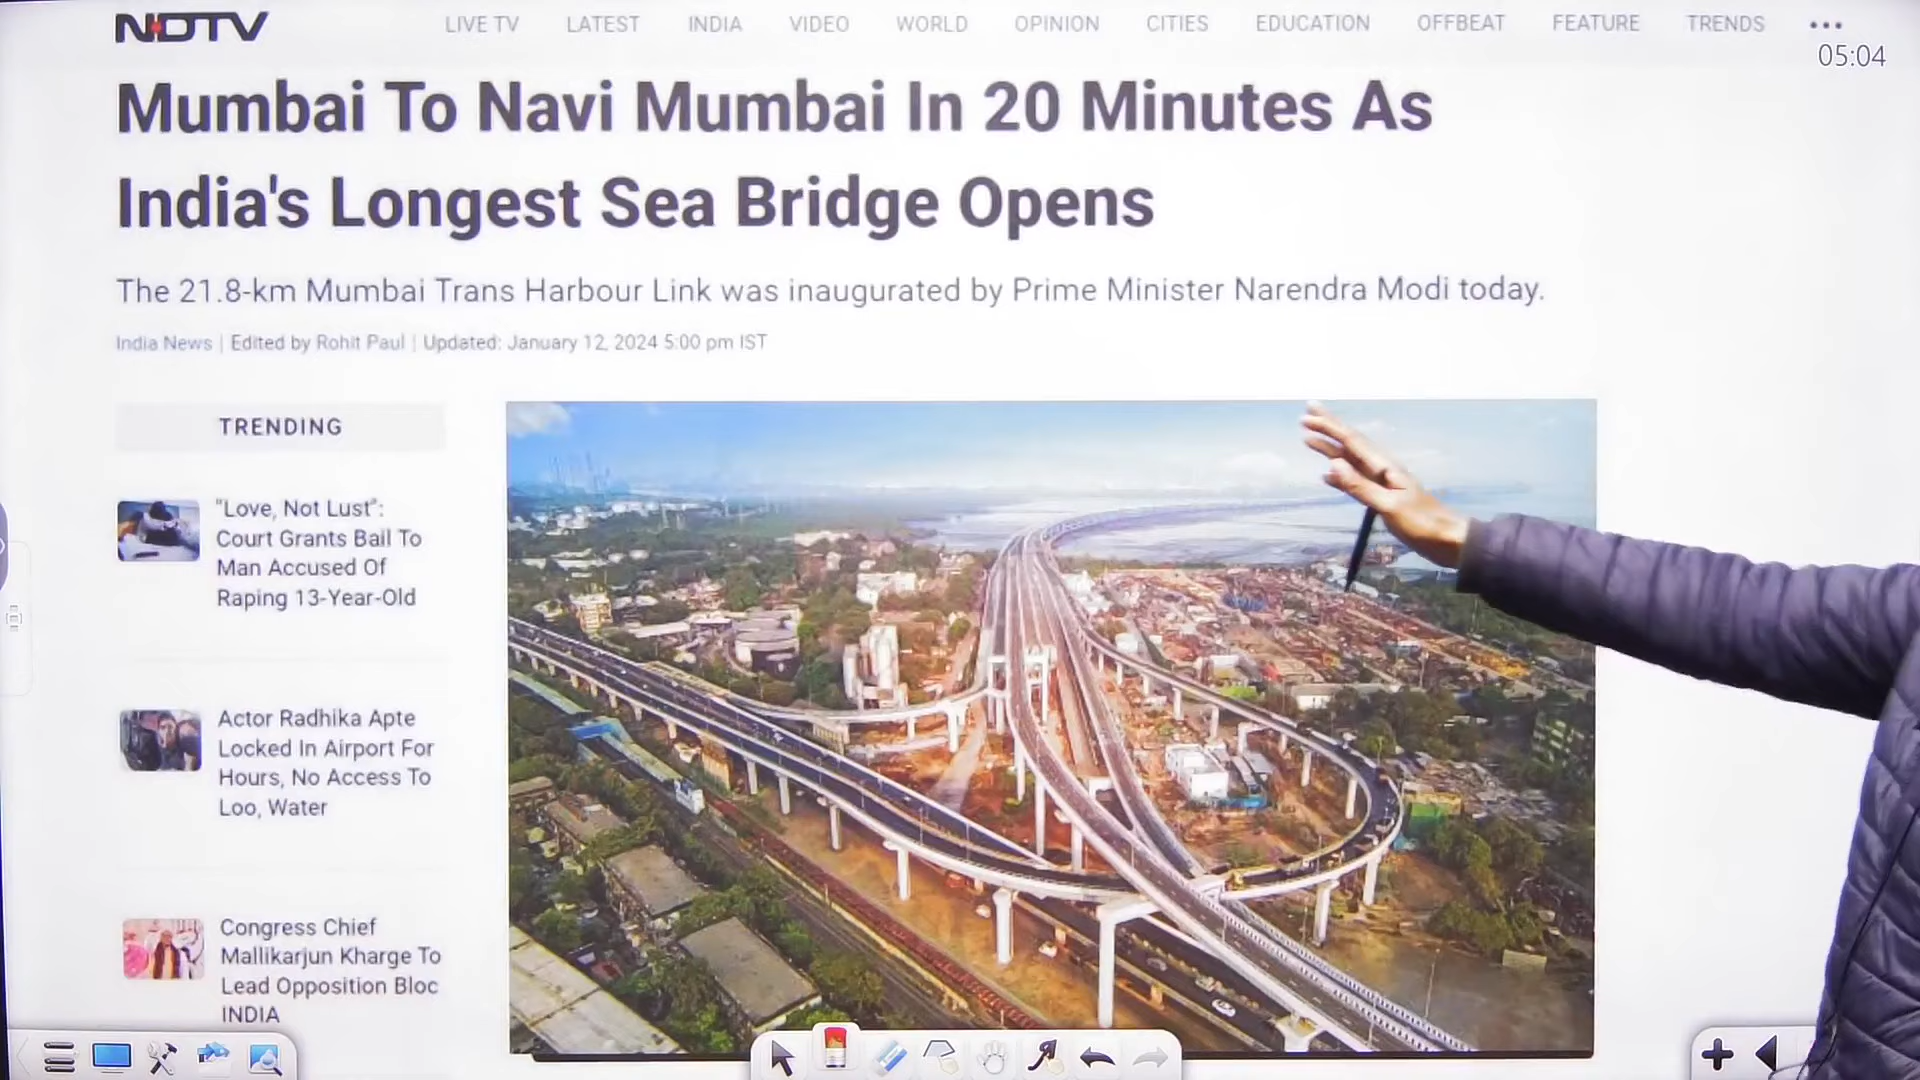 NDTV
LIVE TV LATEST INDIA VIDEO WORLD OPINION CITIES EDUCATION OFFBEAT FEATURE TRENDS
05:04
Mumbai To Navi Mumbai In 20 Minutes As
India's Longest Sea Bridge Opens
The 21.8-km Mumbai Trans Harbour Link was inaugurated by Prime Minister Narendra Modi today.
India News | Edited by Rohit Paul | Updated: January 12, 2024 5:00 pm IST
TRENDING
"Love, Not Lust":
Court Grants Bail To
Man Accused Of
Raping 13-Year-Old
Actor Radhika Apte
Locked In Airport For
Hours, No Access To
Loo, Water
Congress Chief
Mallikarjun Kharge To
Lead Opposition Bloc
INDIA